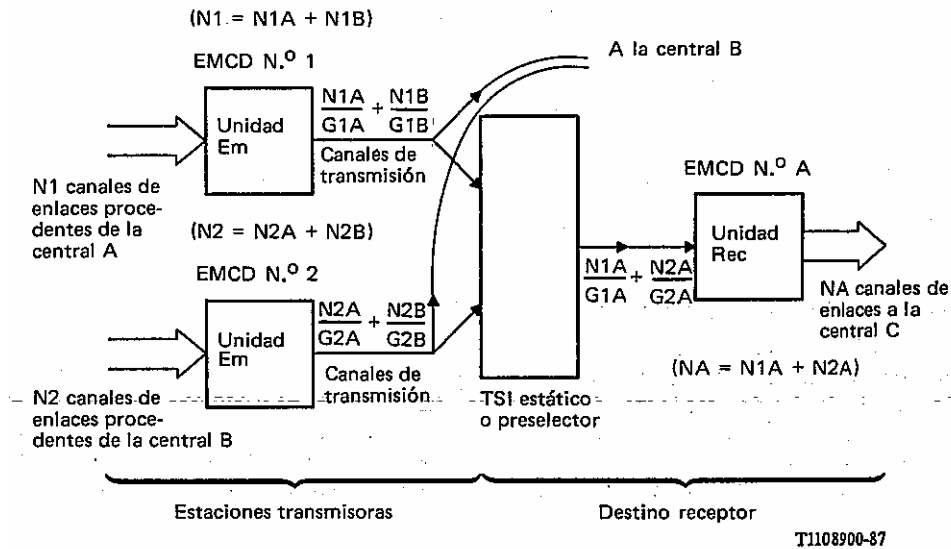 (N1 = N1A + N1B)
EMCD N.º 1
Unidad
Em
N1A/G1A + N1B/G1B
Canales de
transmisión
N1 canales de
enlaces proce-
dentes de la
central A
A la central B
(N2 = N2A + N2B)
EMCD N.º 2
Unidad
Em
N2A/G2A + N2B/G2B
Canales de
transmisión
N2 canales de
enlaces proce-
dentes de la central B
TSI estático
o preselector
N1A/G1A + N2A/G2A
EMCD N.º A
Unidad
Rec
NA canales de
enlaces a la
central C
(NA = N1A + N2A)
Estaciones transmisoras
Destino receptor
T1108900-87